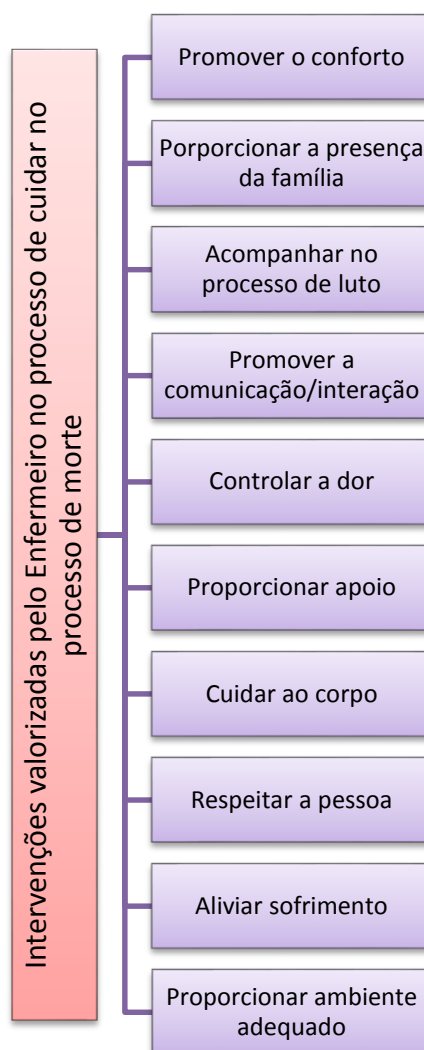 Intervenções valorizadas pelo Enfermeiro no processo de cuidar no
processo de morte
Promover o conforto
Porporcionar a presença
da família
Acompanhar no
processo de luto
Promover a
comunicação/interação
Controlar a dor
Proporcionar apoio
Cuidar ao corpo
Respeitar a pessoa
Aliviar sofrimento
Proporcionar ambiente
adequado